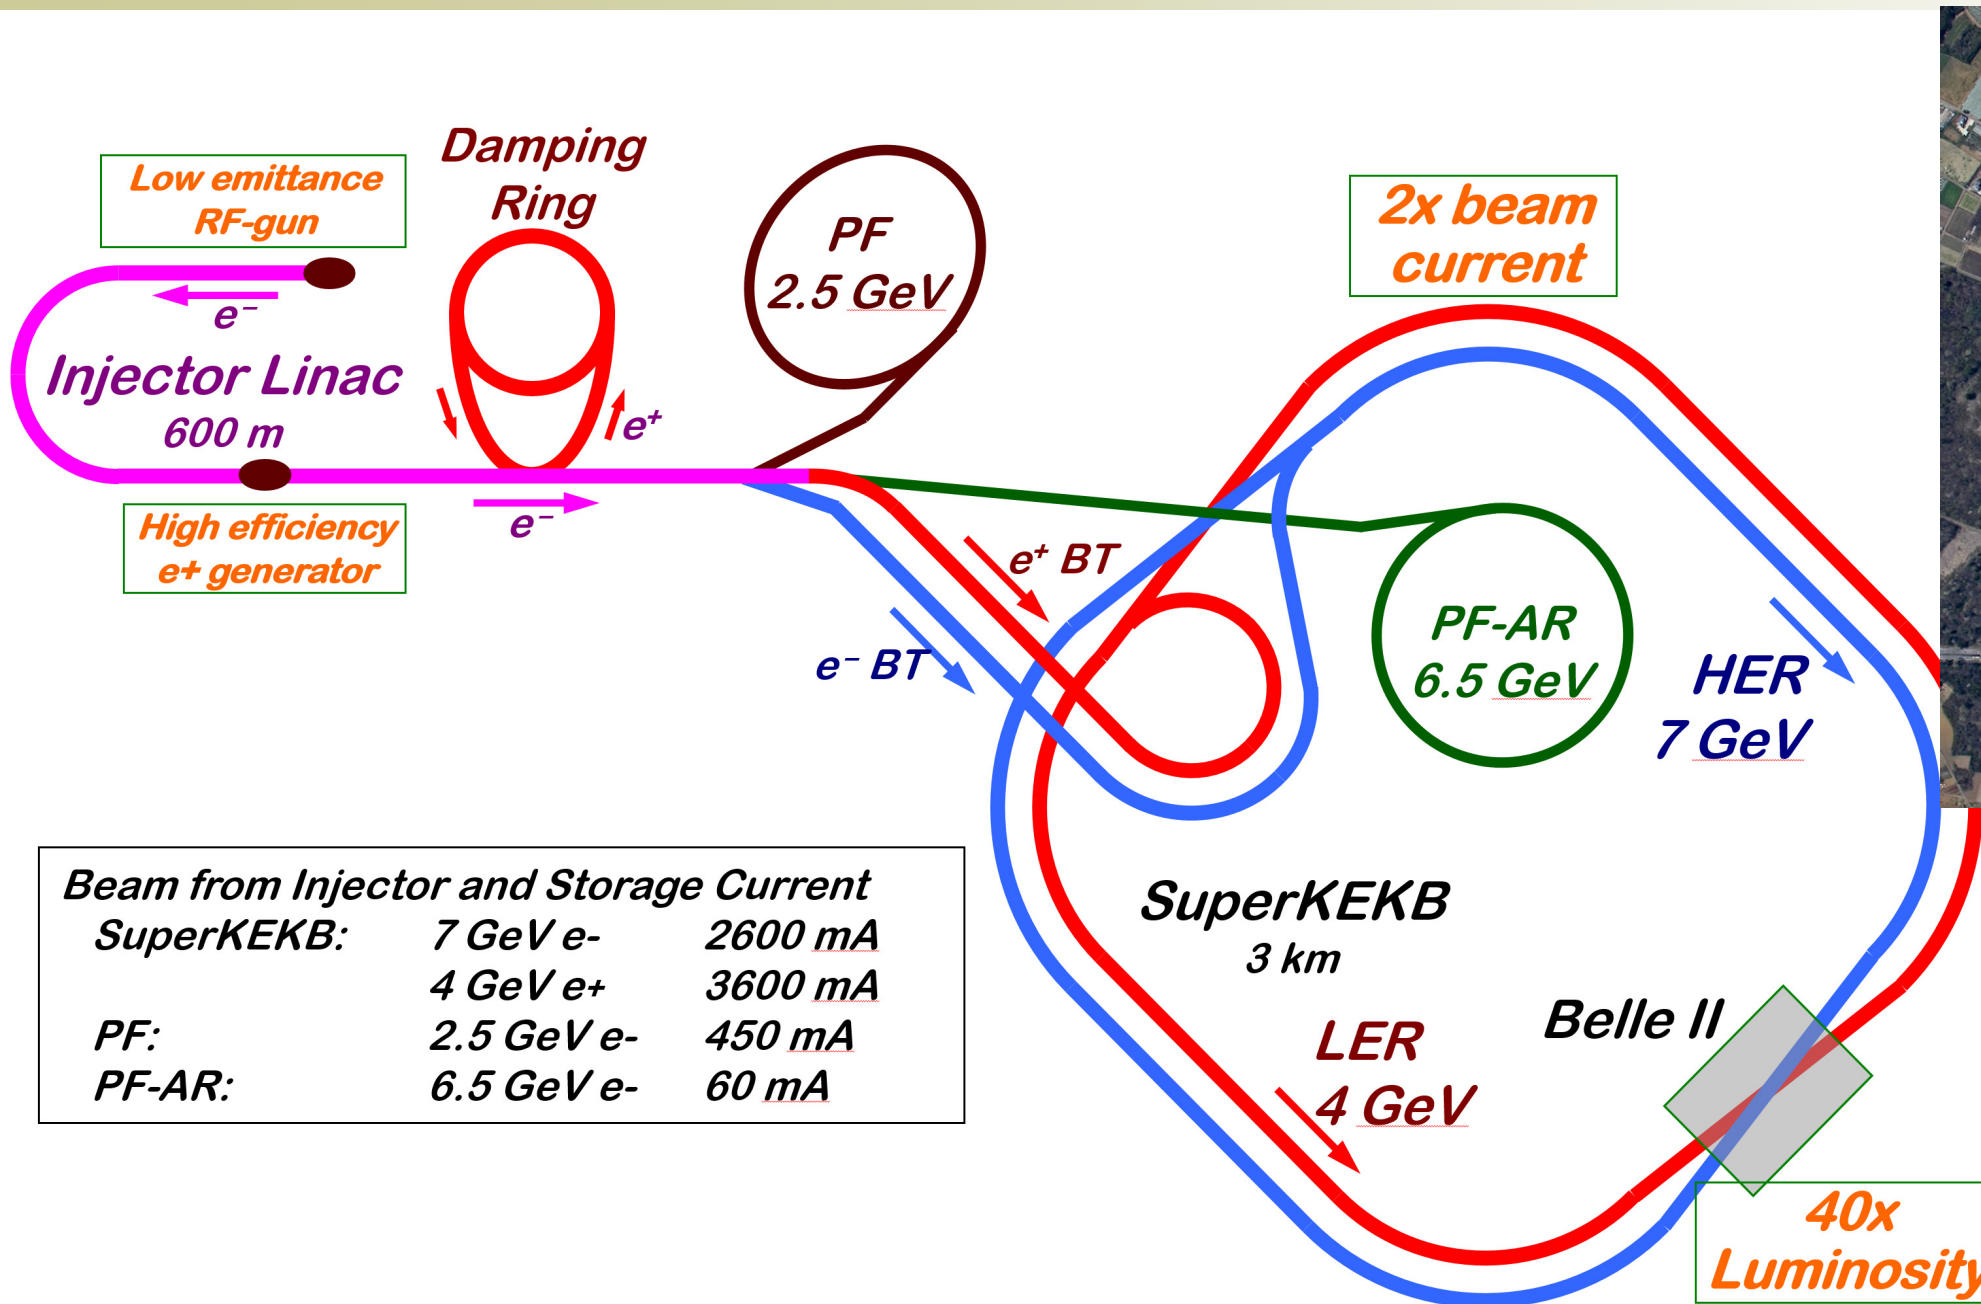 Low emittance
RF-gun
e⁻
Injector Linac
600 m
High efficiency
e+ generator
Damping
Ring
e⁺
e⁻
PF
2.5 GeV
2x beam
current
e⁺ BT
e⁻ BT
PF-AR
6.5 GeV
HER
7 GeV
SuperKEKB
3 km
LER
4 GeV
Belle II
40x
Luminosity
Beam from Injector and Storage Current
SuperKEKB: 7 GeV e- 2600 mA
4 GeV e+ 3600 mA
PF: 2.5 GeV e- 450 mA
PF-AR: 6.5 GeV e- 60 mA